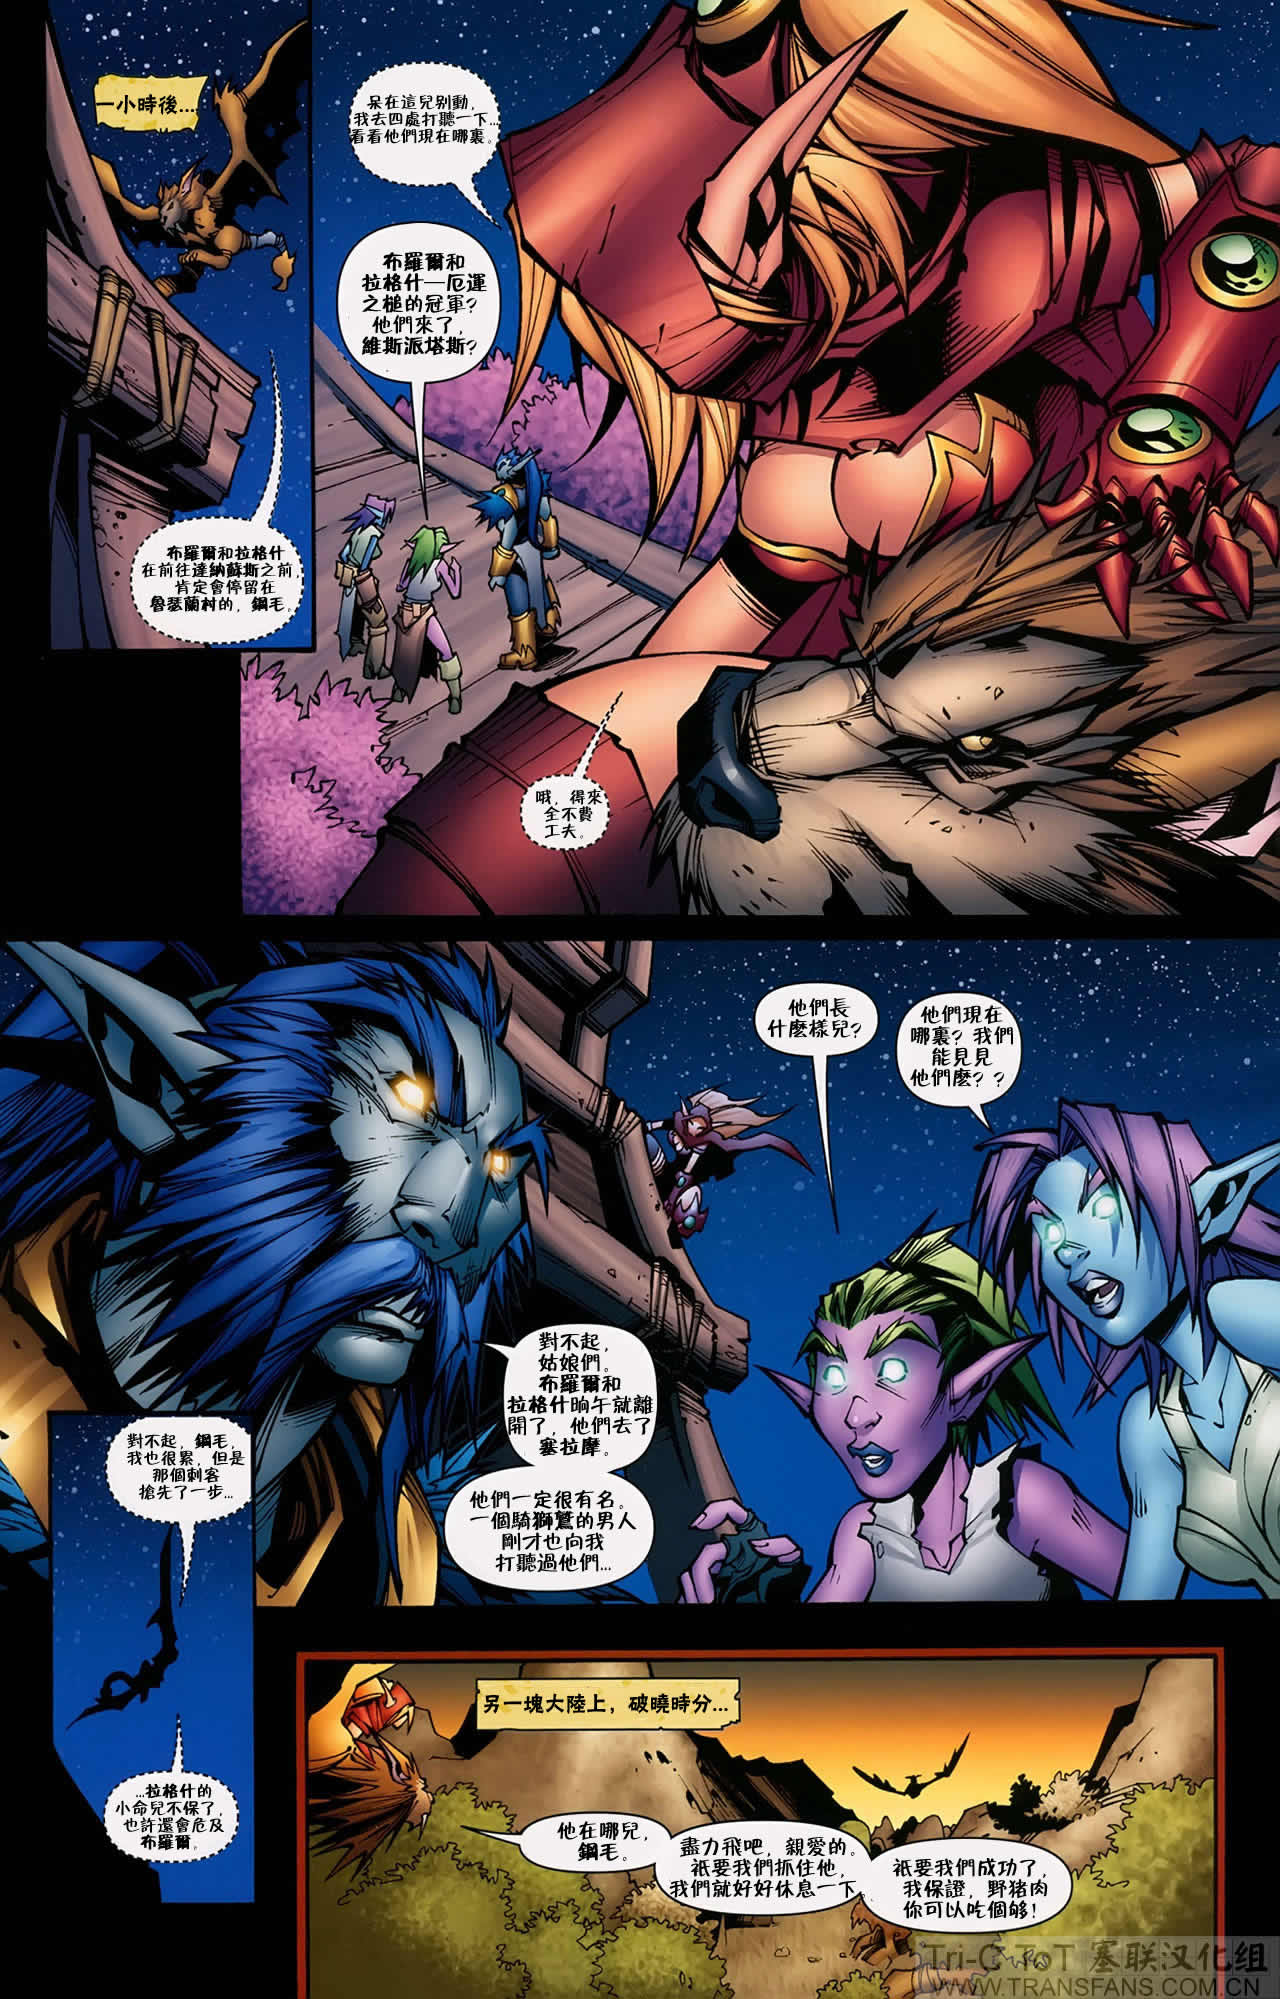 一小時後...
布羅爾和拉格什
在前往達納蘇斯之前,
肯定會停留在
魯瑟蘭村的, 鋼毛。
呆在這兒别動,
我去四處打聽一下...
看看他們現在哪裏。
布羅爾和
拉格什─厄運
之槌的冠軍?
他們來了,
維斯派塔斯?
哦, 得來
全不費
工夫。
他們長
什麽樣兒?
他們現在
哪裏? 我們
能見見
他們麽? ?
對不起,
姑娘們。
布羅爾和
拉格什晌午就離
開了, 他們去了
塞拉摩。
他們一定很有名。
一個騎獅鷲的男人
剛才也向我
打聽過他們...
對不起, 鋼毛,
我也很累, 但是
那個刺客
搶先了一步...
...拉格什的
小命兒不保了,
也許還會危及
布羅爾。
另一塊大陸上, 破曉時分...
他在哪兒,
鋼毛。
盡力飛吧, 親愛的。
衹要我們抓住他,
我們就好好休息一下。
衹要我們成功了,
我保證, 野猪肉
你可以吃個够!
Tri-C ToT 塞联汉化组
WWW.TRANSFANS.COM.CN